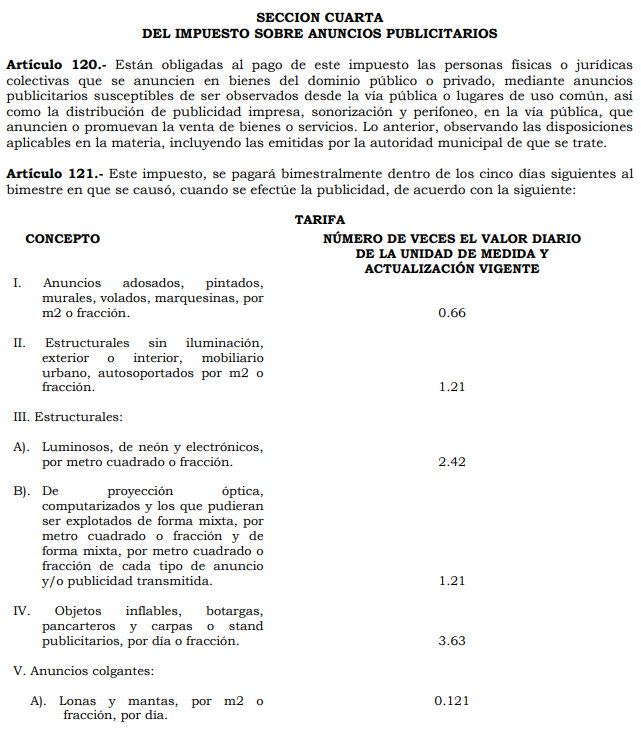 SECCION CUARTA
DEL IMPUESTO SOBRE ANUNCIOS PUBLICITARIOS
Artículo 120.- Están obligadas al pago de este impuesto las personas físicas o jurídicas
colectivas que se anuncien en bienes del dominio público o privado, mediante anuncios
publicitarios susceptibles de ser observados desde la vía pública o lugares de uso común, así
como la distribución de publicidad impresa, sonorización y perifoneo, en la vía pública, que
anuncien o promuevan la venta de bienes o servicios. Lo anterior, observando las disposiciones
aplicables en la materia, incluyendo las emitidas por la autoridad municipal de que se trate.
Artículo 121.- Este impuesto, se pagará bimestralmente dentro de los cinco días siguientes al
bimestre en que se causó, cuando se efectúe la publicidad, de acuerdo con la siguiente:
TARIFA
CONCEPTO NÚMERO DE VECES EL VALOR DIARIO
DE LA UNIDAD DE MEDIDA Y
ACTUALIZACIÓN VIGENTE
I. Anuncios adosados, pintados,
murales, volados, marquesinas, por
m2 o fracción. 0.66
II. Estructurales sin iluminación,
exterior o interior, mobiliario
urbano, autosoportados por m2 o
fracción. 1.21
III. Estructurales:
A). Luminosos, de neón y electrónicos,
por metro cuadrado o fracción. 2.42
B). De proyección óptica,
computarizados y los que pudieran
ser explotados de forma mixta, por
metro cuadrado o fracción y de
forma mixta, por metro cuadrado o
fracción de cada tipo de anuncio
y/o publicidad transmitida. 1.21
IV. Objetos inflables, botargas,
pancarteros y carpas o stand
publicitarios, por día o fracción. 3.63
V. Anuncios colgantes:
A). Lonas y mantas, por m2 o 0.121
fracción, por día.